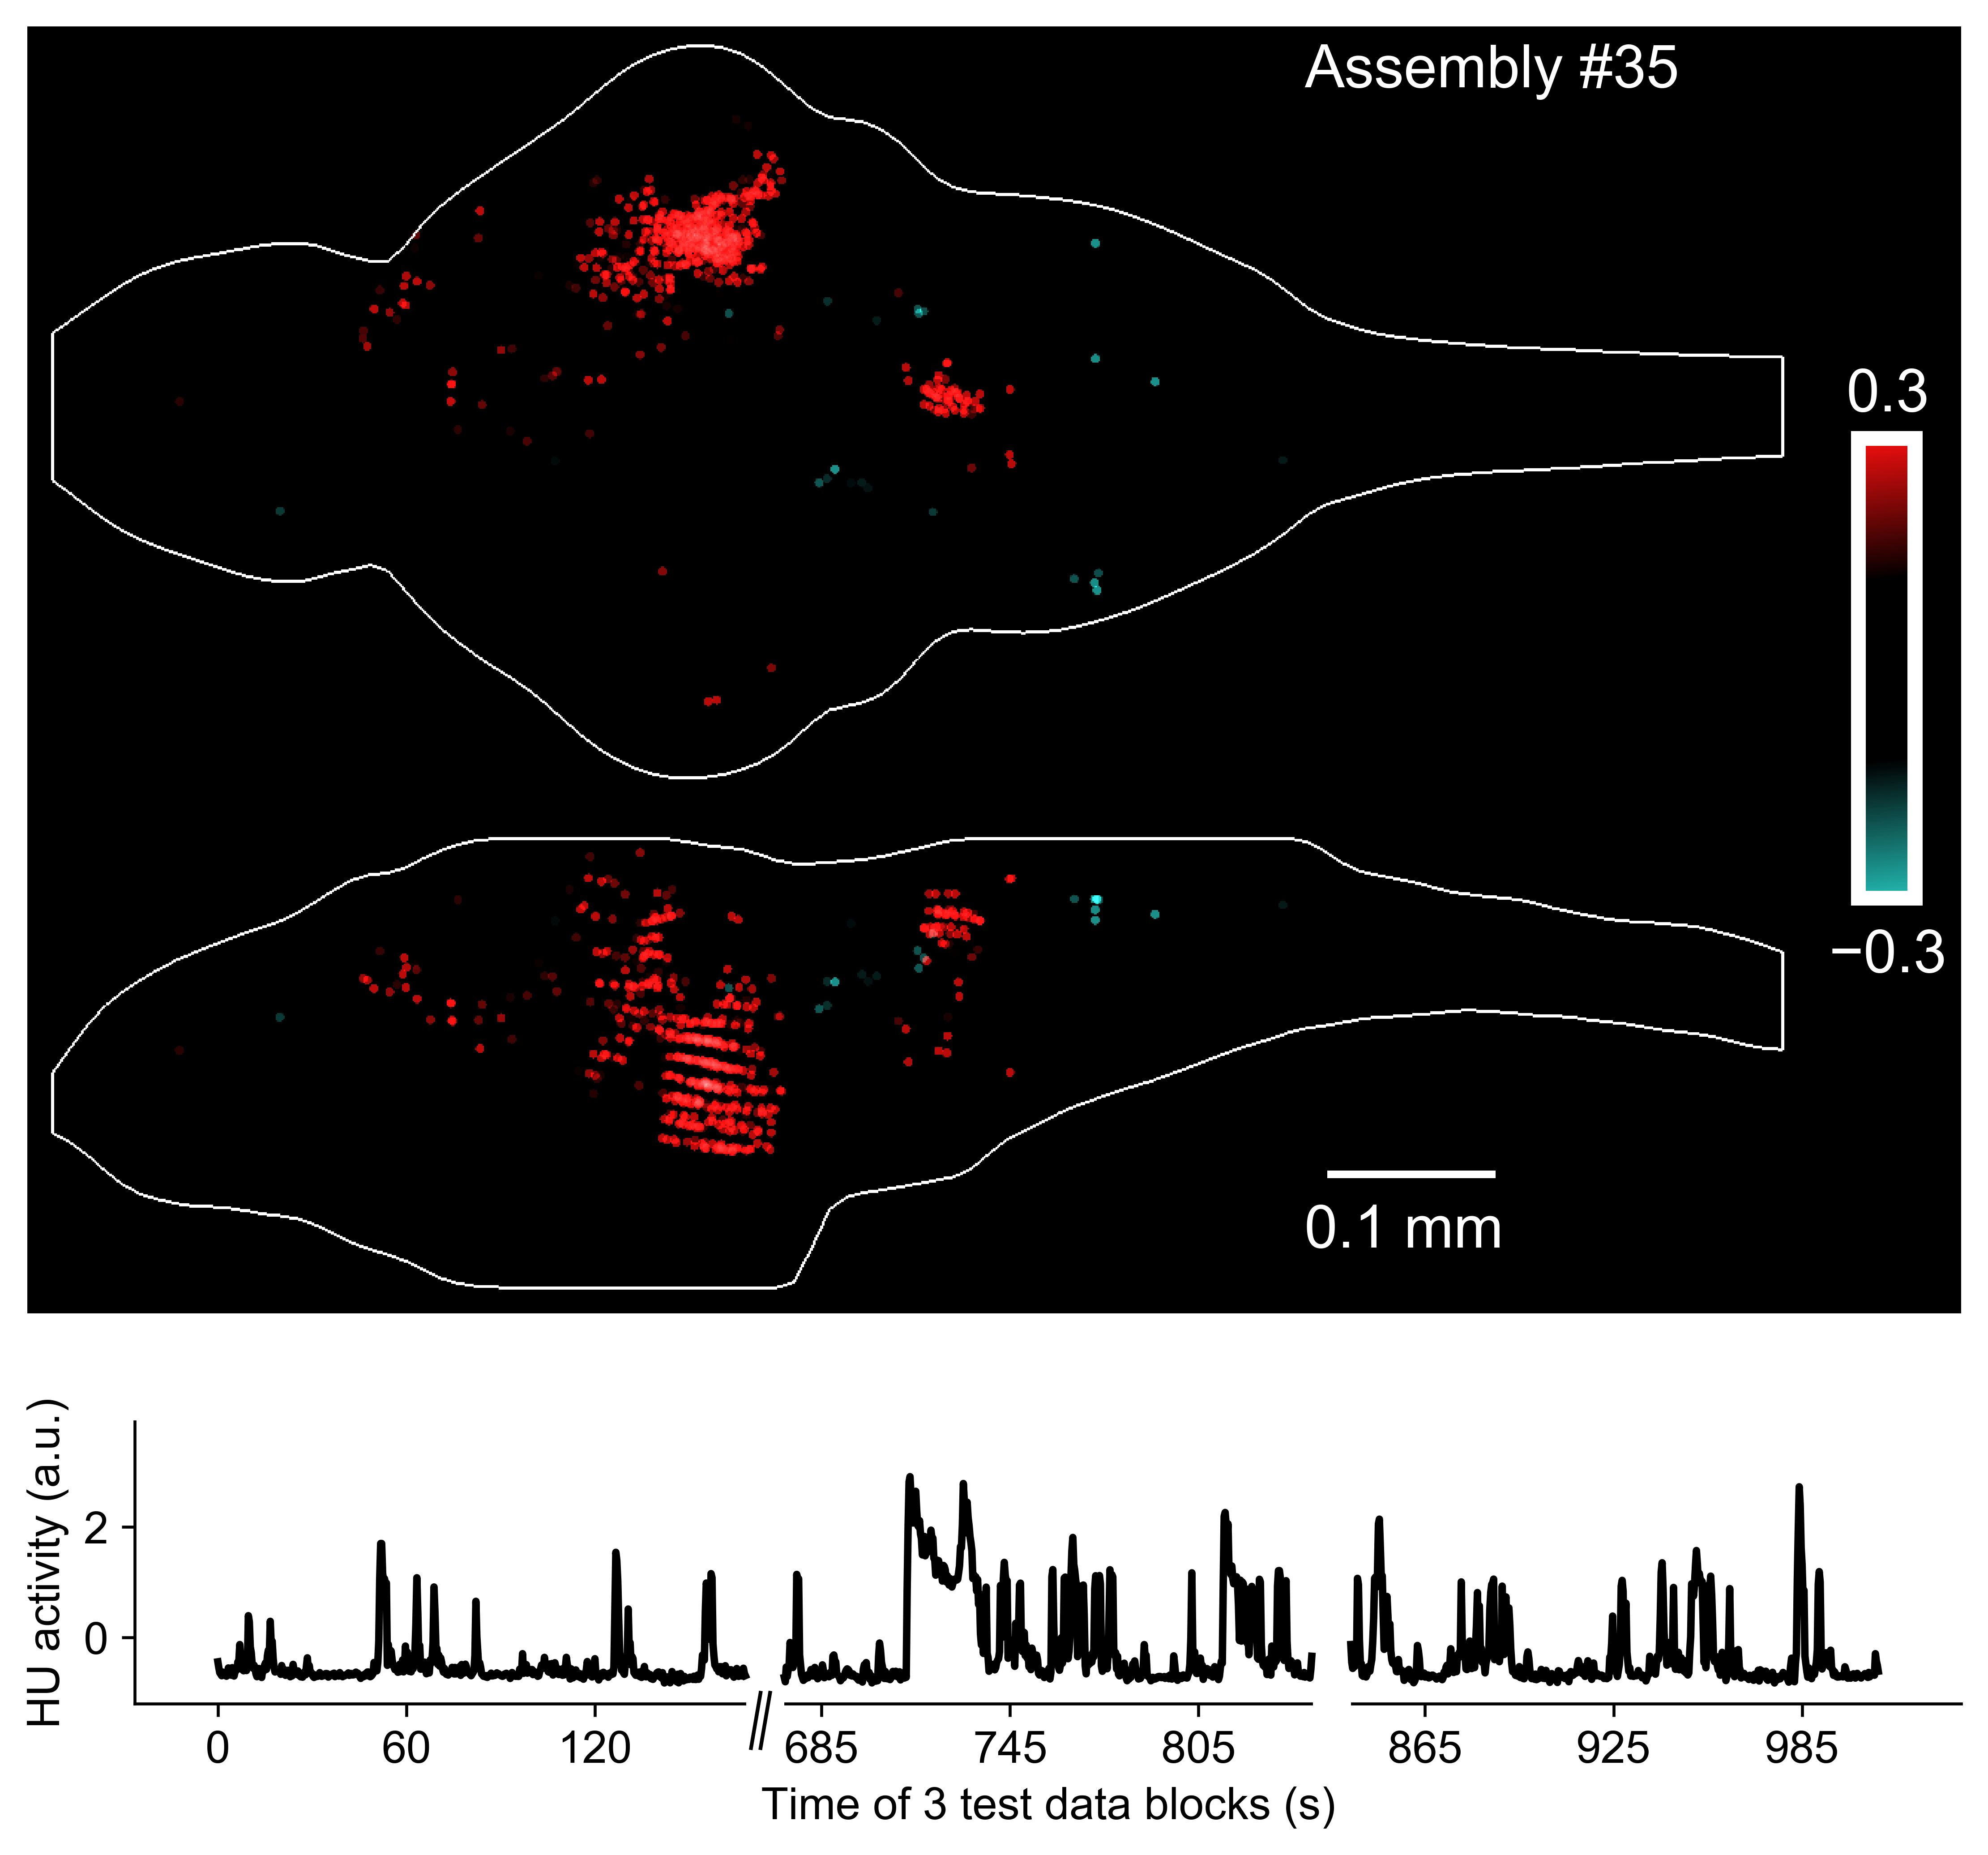 Assembly #35
0.3
−0.3
0.1 mm
HU activity (a.u.)
2
0
0 60 120 685 745 805 865 925 985
Time of 3 test data blocks (s)